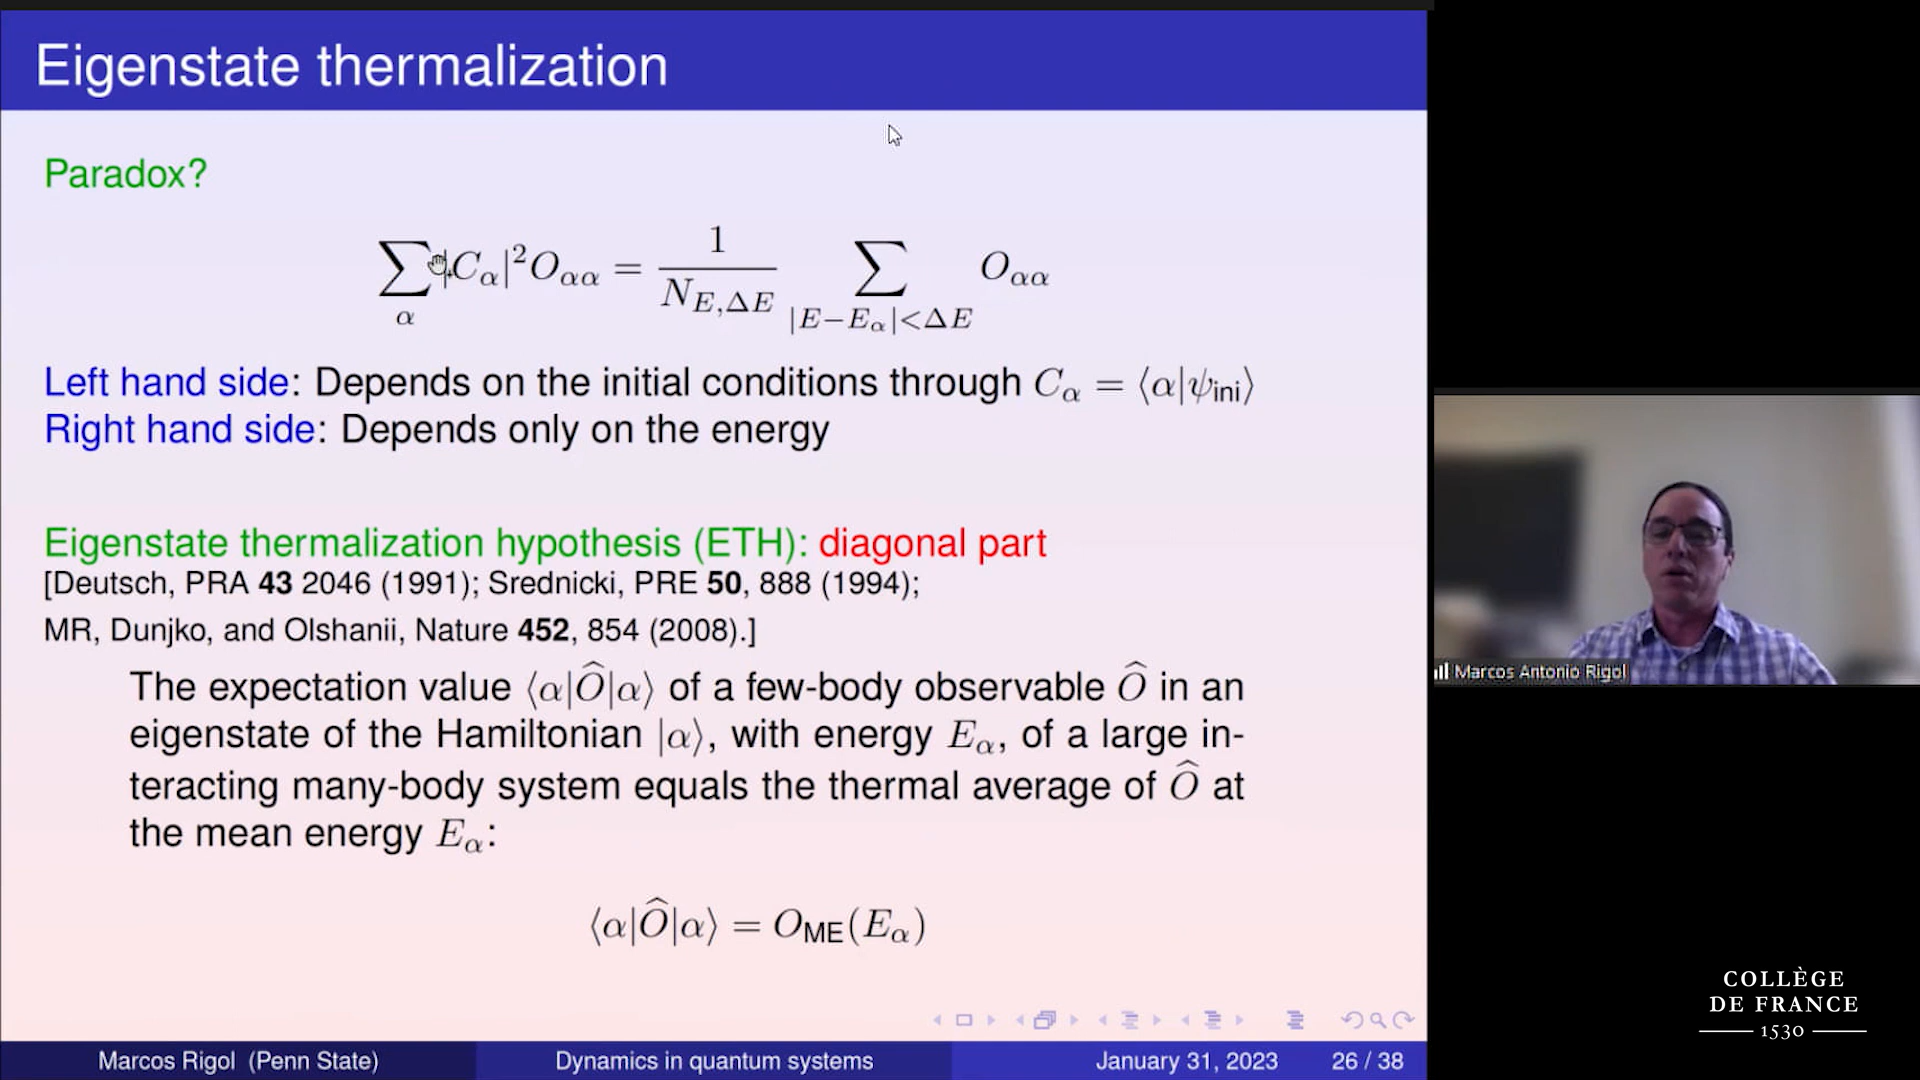 Eigenstate thermalization
Paradox?
∑_α |C_α|² O_αα = 1/N_{E,ΔE} ∑_{|E−E_α|<ΔE} O_αα
Left hand side: Depends on the initial conditions through C_α = ⟨α|ψ_ini⟩
Right hand side: Depends only on the energy
Eigenstate thermalization hypothesis (ETH): diagonal part
[Deutsch, PRA 43 2046 (1991); Srednicki, PRE 50, 888 (1994);
MR, Dunjko, and Olshanii, Nature 452, 854 (2008).]
The expectation value ⟨α|Ô|α⟩ of a few-body observable Ô in an
eigenstate of the Hamiltonian |α⟩, with energy E_α, of a large in-
teracting many-body system equals the thermal average of Ô at
the mean energy E_α:
⟨α|Ô|α⟩ = O_ME(E_α)
Marcos Rigol (Penn State) Dynamics in quantum systems January 31, 2023 26 / 38
Marcos Antonio Rigol
COLLÈGE
DE FRANCE
1530